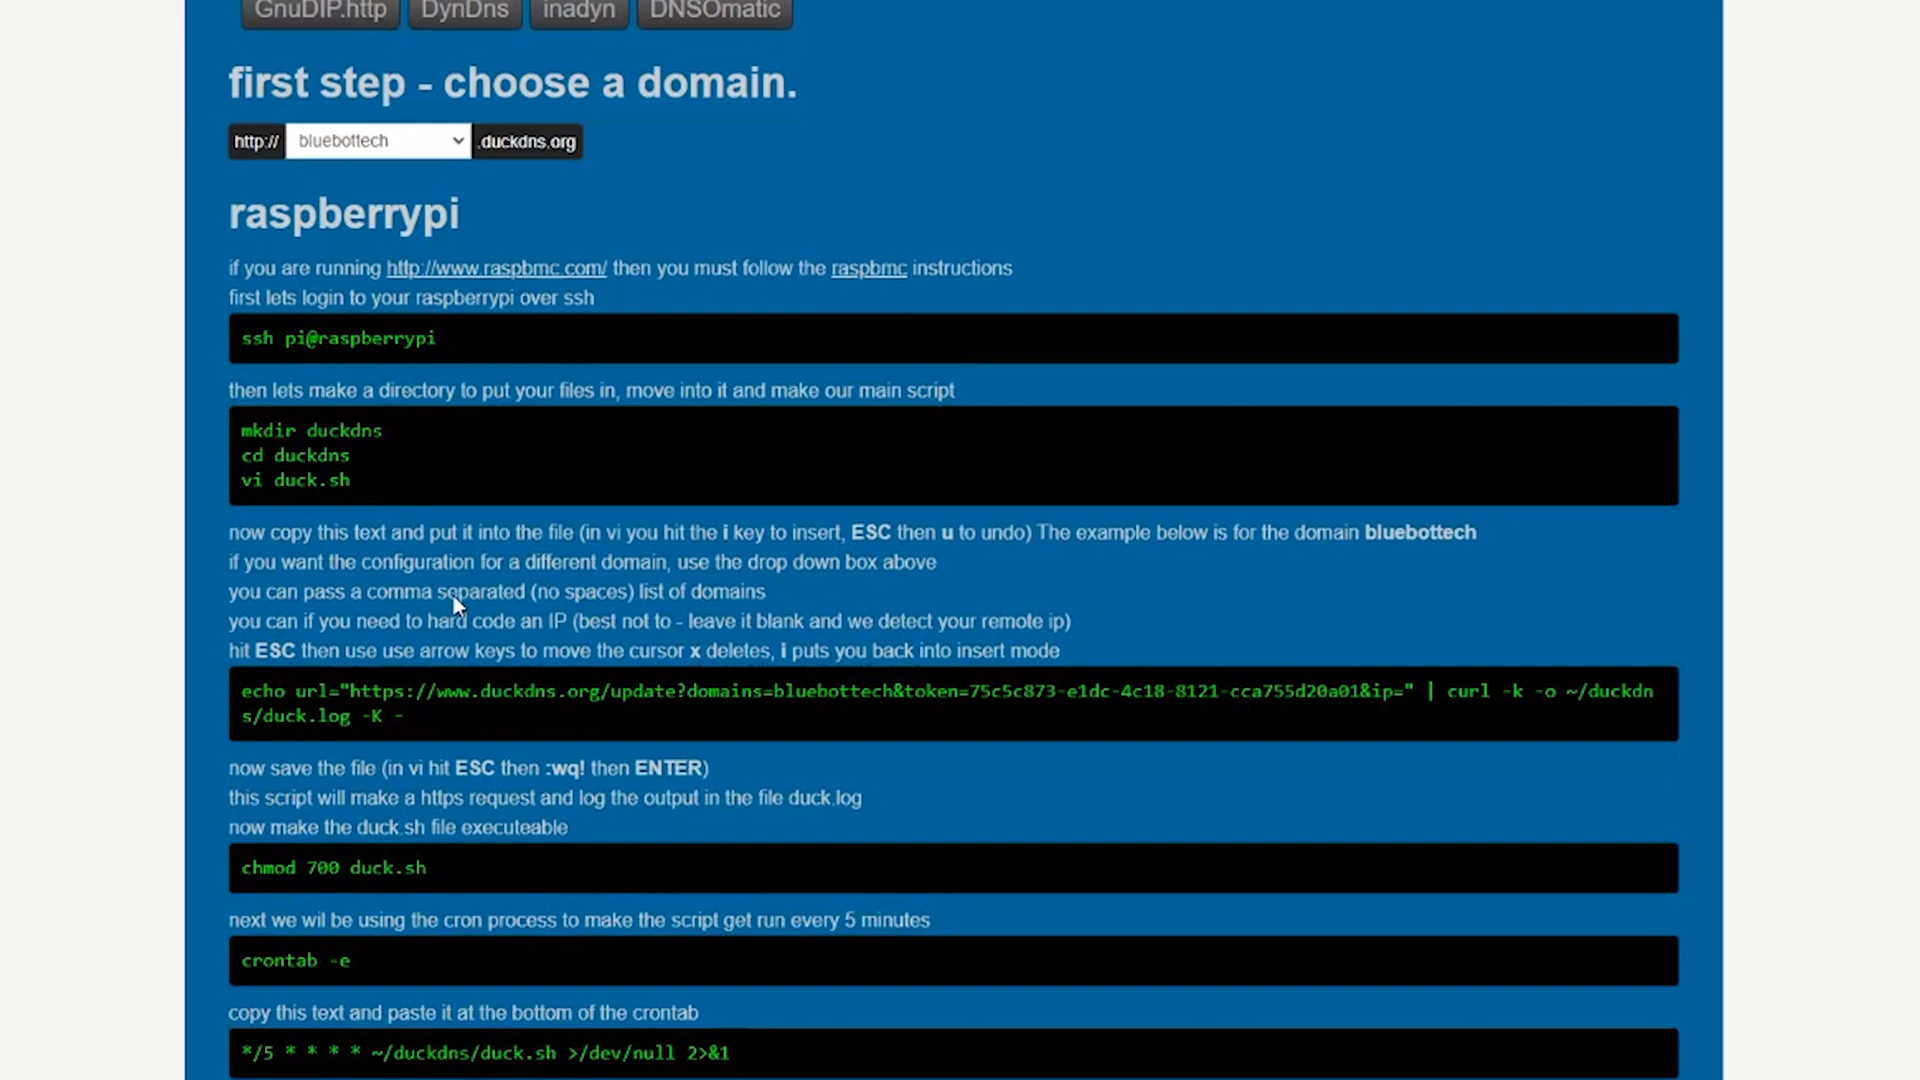 GnuDIP.http DynDns inadyn DNSOmatic
first step - choose a domain.
http:// bluebottech .duckdns.org
raspberrypi
if you are running http://www.raspbmc.com/ then you must follow the raspbmc instructions
first lets login to your raspberrypi over ssh
ssh pi@raspberrypi
then lets make a directory to put your files in, move into it and make our main script
mkdir duckdns
cd duckdns
vi duck.sh
now copy this text and put it into the file (in vi you hit the i key to insert, ESC then u to undo) The example below is for the domain bluebottech
if you want the configuration for a different domain, use the drop down box above
you can pass a comma separated (no spaces) list of domains
you can if you need to hard code an IP (best not to - leave it blank and we detect your remote ip)
hit ESC then use use arrow keys to move the cursor x deletes, i puts you back into insert mode
echo url="https://www.duckdns.org/update?domains=bluebottech&token=75c5c873-e1dc-4c18-8121-cca755d20a01&ip=" | curl -k -o ~/duckdn
s/duck.log -K -
now save the file (in vi hit ESC then :wq! then ENTER)
this script will make a https request and log the output in the file duck.log
now make the duck.sh file executeable
chmod 700 duck.sh
next we wil be using the cron process to make the script get run every 5 minutes
crontab -e
copy this text and paste it at the bottom of the crontab
*/5 * * * * ~/duckdns/duck.sh >/dev/null 2>&1